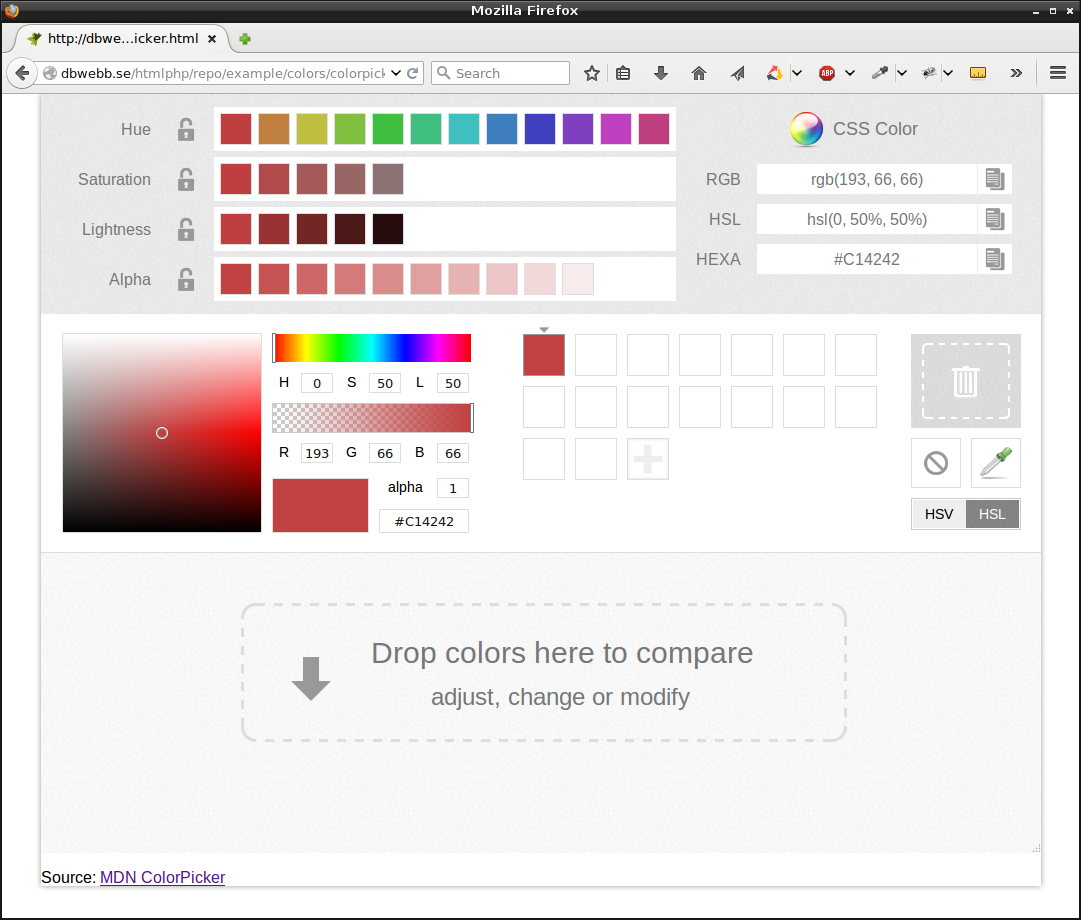 Mozilla Firefox
http://dbwe...icker.html
dbwebb.se/htmlphp/repo/example/colors/colorpick
Search
ABP
Hue
CSS Color
Saturation
RGB
rgb(193, 66, 66)
Lightness
HSL
hsl(0, 50%, 50%)
Alpha
HEXA
#C14242
H 0 S 50 L 50
R 193 G 66 B 66
alpha 1
#C14242
HSV HSL
Drop colors here to compare
adjust, change or modify
Source: MDN ColorPicker